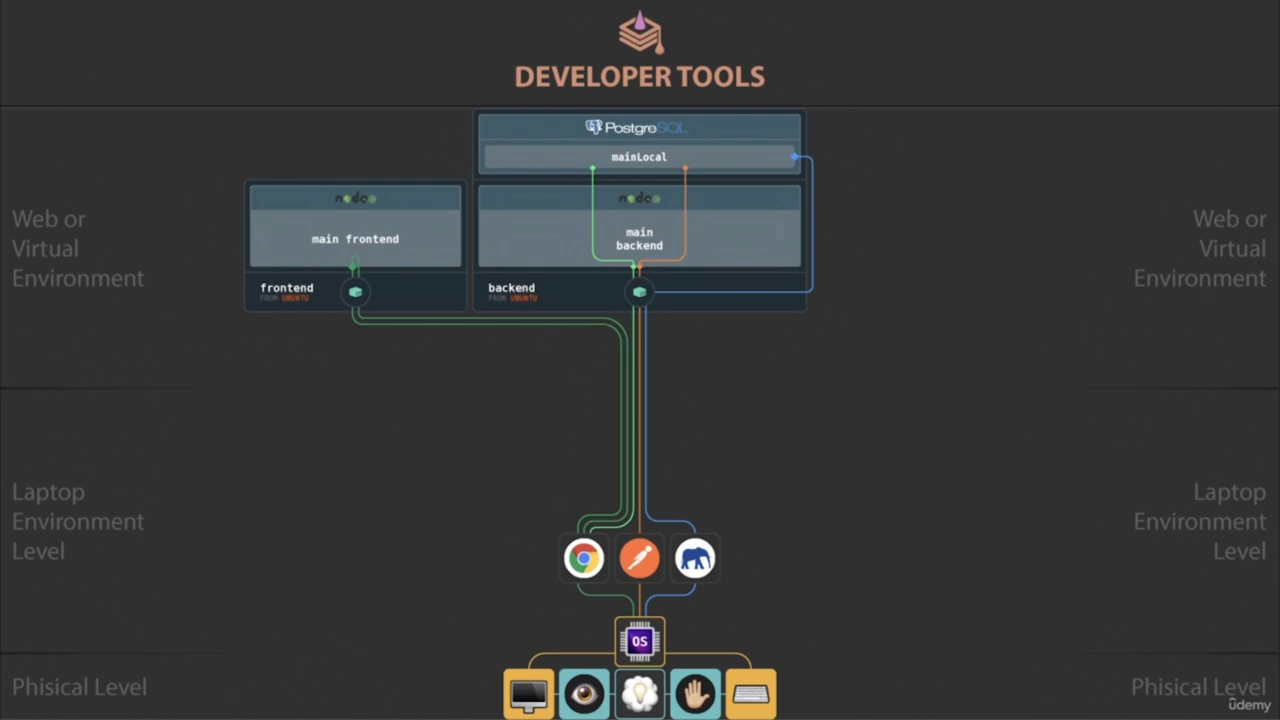 DEVELOPER TOOLS
PostgreSQL
mainLocal
node
node
main frontend
main
backend
frontend
FROM UBUNTU
backend
FROM UBUNTU
Web or
Virtual
Environment
Web or
Virtual
Environment
Laptop
Environment
Level
Laptop
Environment
Level
OS
Phisical Level
Phisical Level
ûdemy